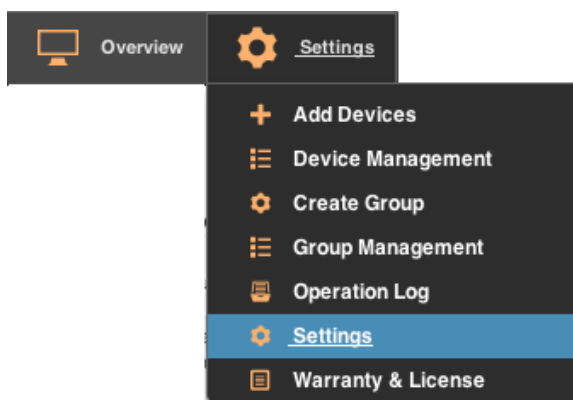 Overview
Settings
Add Devices
Device Management
Create Group
Group Management
Operation Log
Settings
Warranty & License